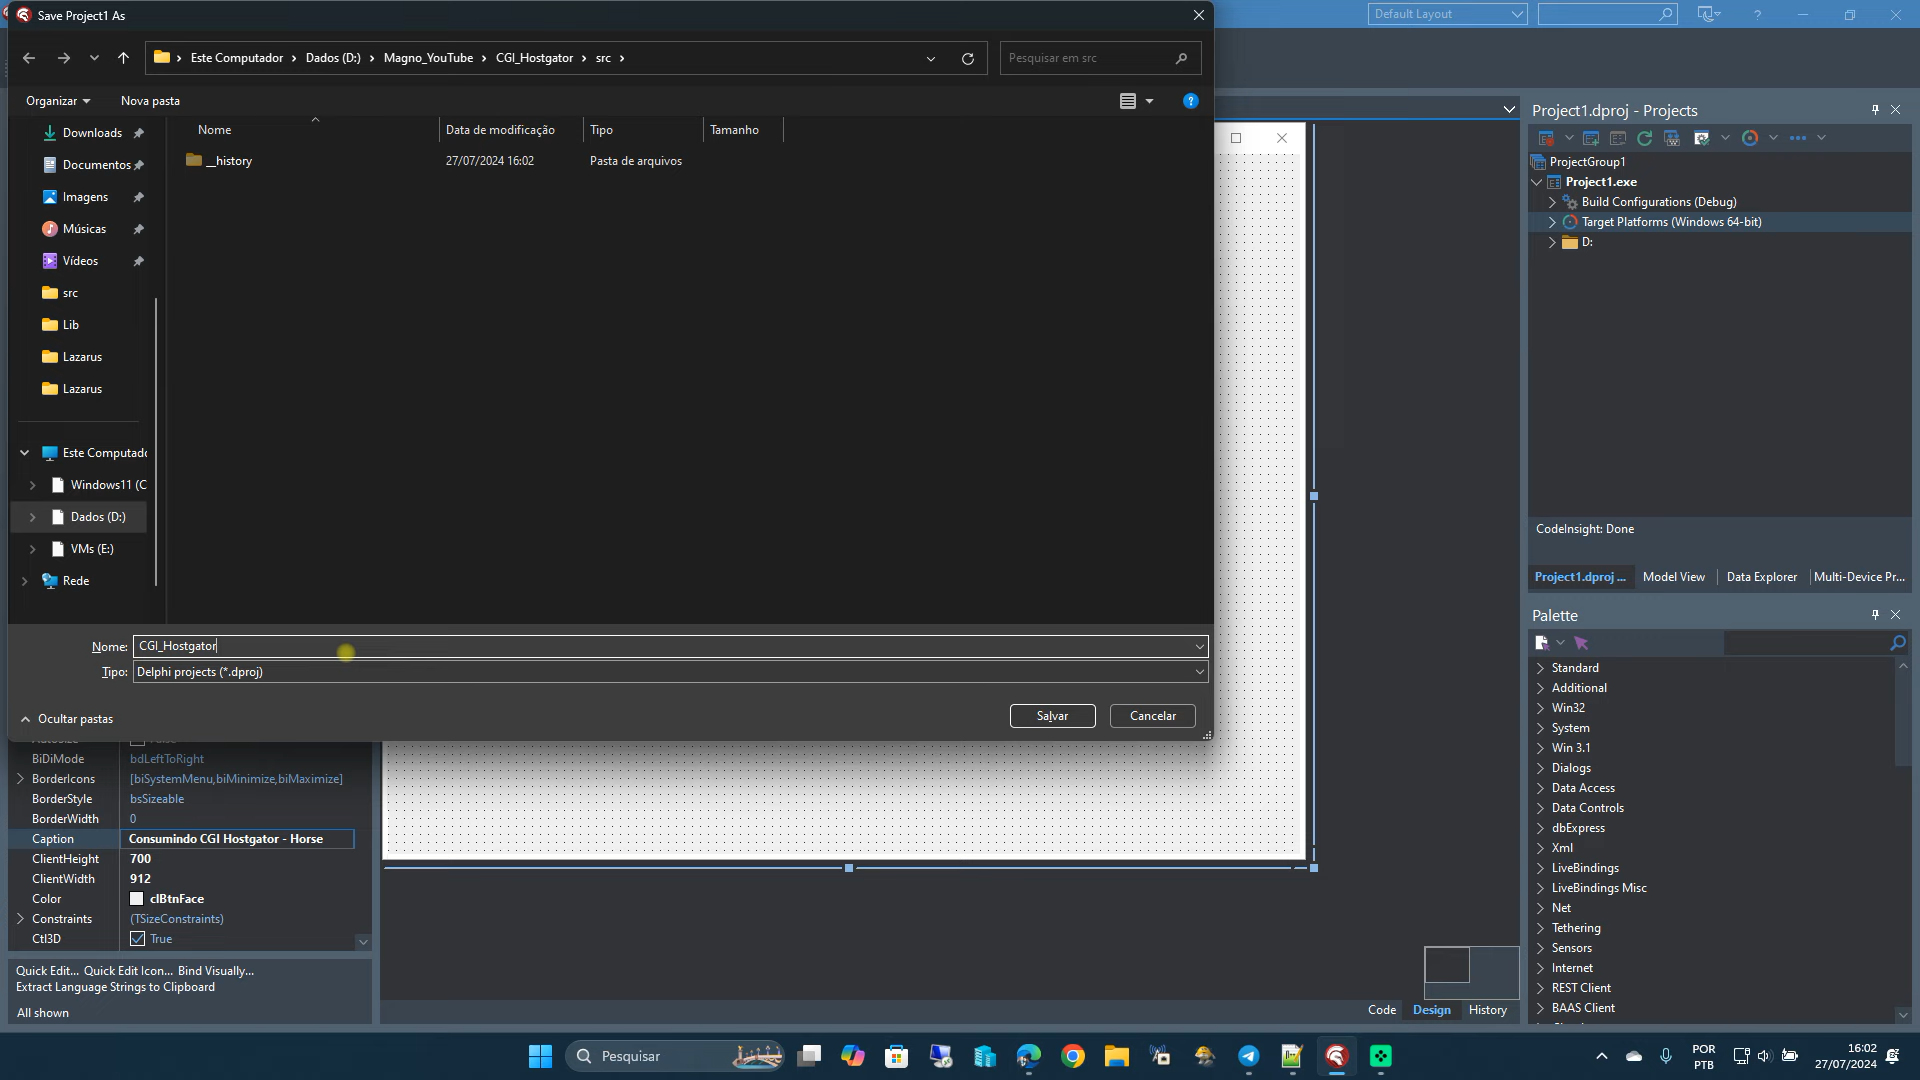 Save Project1 As
Este Computador
Dados (D:)
Magno_YouTube
CGI_Hostgator
src
Pesquisar em src
Organizar
Nova pasta
Downloads
Documentos
Imagens
Músicas
Vídeos
src
Lib
Lazarus
Lazarus
Este Computado
Windows11 (C
Dados (D:)
VMs (E:)
Rede
Nome
Data de modificação
Tipo
Tamanho
__history
27/07/2024 16:02
Pasta de arquivos
Nome:
CGI_Hostgator
Tipo:
Delphi projects (*.dproj)
Ocultar pastas
Salvar
Cancelar
BiDiMode
bdLeftToRight
BorderIcons
[biSystemMenu,biMinimize,biMaximize]
BorderStyle
bsSizeable
BorderWidth
0
Caption
Consumindo CGI Hostgator - Horse
ClientHeight
700
ClientWidth
912
Color
clBtnFace
Constraints
(TSizeConstraints)
Ctl3D
True
Quick Edit... Quick Edit Icon... Bind Visually...
Extract Language Strings to Clipboard
All shown
Default Layout
Project1.dproj - Projects
ProjectGroup1
Project1.exe
Build Configurations (Debug)
Target Platforms (Windows 64-bit)
D:
CodeInsight: Done
Project1.dproj ...
Model View
Data Explorer
Multi-Device Pr...
Palette
Standard
Additional
Win32
System
Win 3.1
Dialogs
Data Access
Data Controls
dbExpress
Xml
LiveBindings
LiveBindings Misc
Net
Tethering
Sensors
Internet
REST Client
BAAS Client
Code
Design
History
Pesquisar
POR
PTB
16:02
27/07/2024